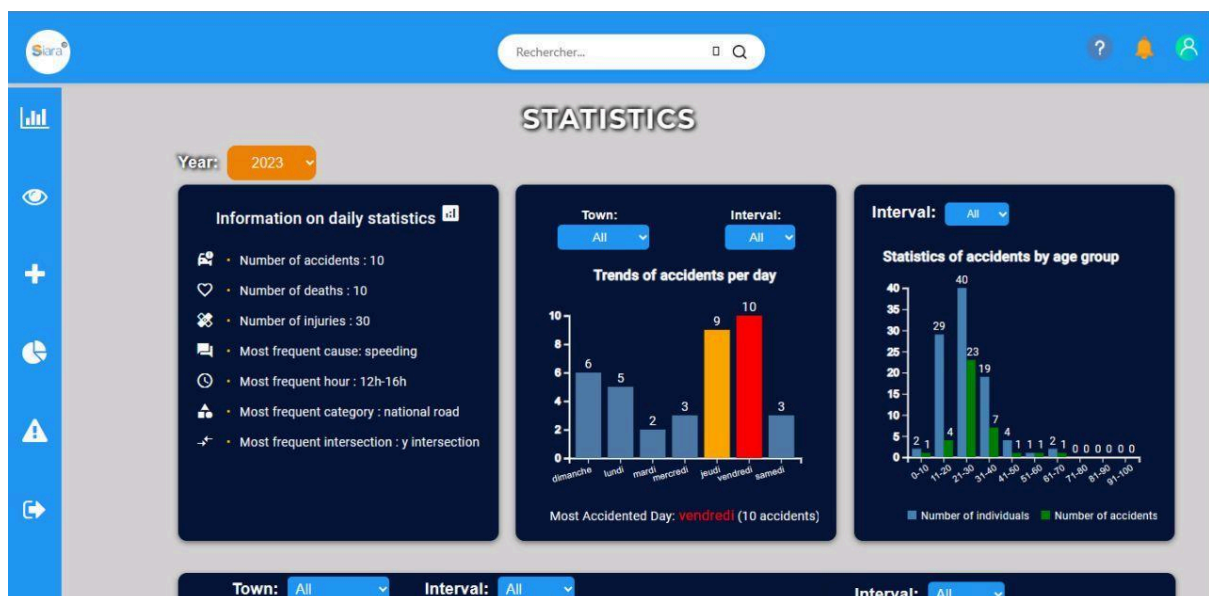 Siara
Rechercher...
?
STATISTICS
Year: 2023
Information on daily statistics
Number of accidents : 10
Number of deaths : 10
Number of injuries : 30
Most frequent cause: speeding
Most frequent hour : 12h-16h
Most frequent category : national road
Most frequent intersection : y intersection
Town: Interval:
All All
Trends of accidents per day
10
8
6
4
2
0
6 5 2 3 9 10 3
dimanche lundi mardi mercredi jeudi vendredi samedi
Most Accidented Day: vendredi (10 accidents)
Interval: All
Statistics of accidents by age group
40
35
30
25
20
15
10
5
0
2 1 29 4 40 23 19 7 4 1 1 1 2 1 0 0 0 0 0 0
0-10 11-20 21-30 31-40 41-50 51-60 61-70 71-80 81-90 91-100
Number of individuals Number of accidents
Town: All Interval: All Interval: All